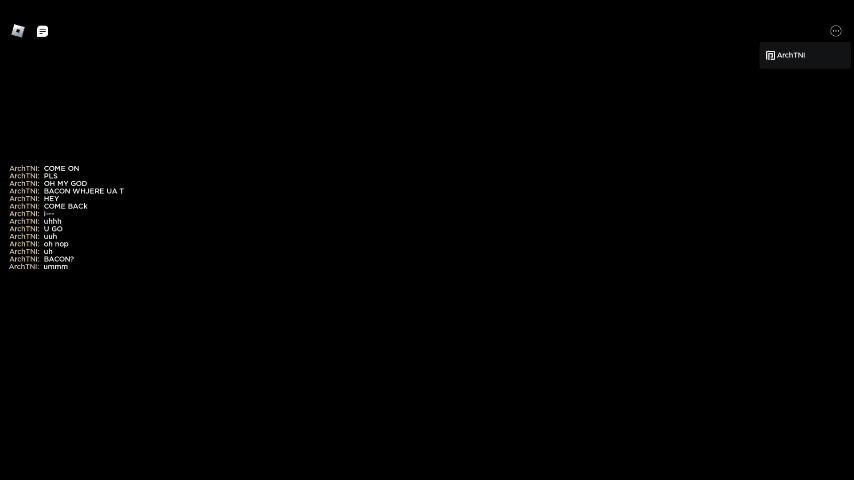 ArchTNI
ArchTNI: COME ON
ArchTNI: PLS
ArchTNI: OH MY GOD
ArchTNI: BACON WHJERE UA T
ArchTNI: HEY
ArchTNI: COME BACk
ArchTNI: i---
ArchTNI: uhhh
ArchTNI: U GO
ArchTNI: uuh
ArchTNI: oh nop
ArchTNI: uh
ArchTNI: BACON?
ArchTNI: ummm